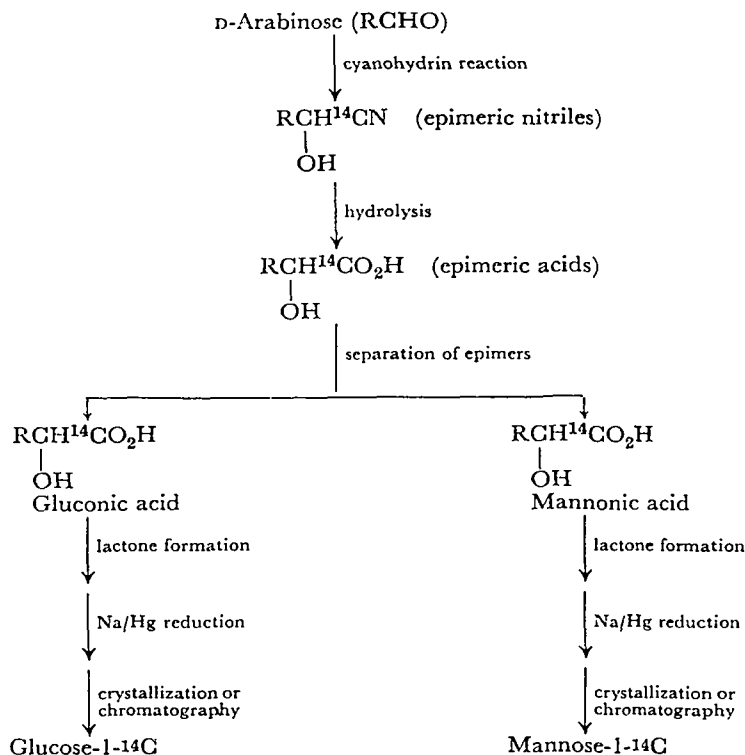 D-Arabinose (RCHO)
cyanohydrin reaction
RCH¹⁴CN (epimeric nitriles)
OH
hydrolysis
RCH¹⁴CO₂H (epimeric acids)
OH
separation of epimers
RCH¹⁴CO₂H
OH
Gluconic acid
lactone formation
Na/Hg reduction
crystallization or
chromatography
Glucose-1-¹⁴C
RCH¹⁴CO₂H
OH
Mannonic acid
lactone formation
Na/Hg reduction
crystallization or
chromatography
Mannose-1-¹⁴C